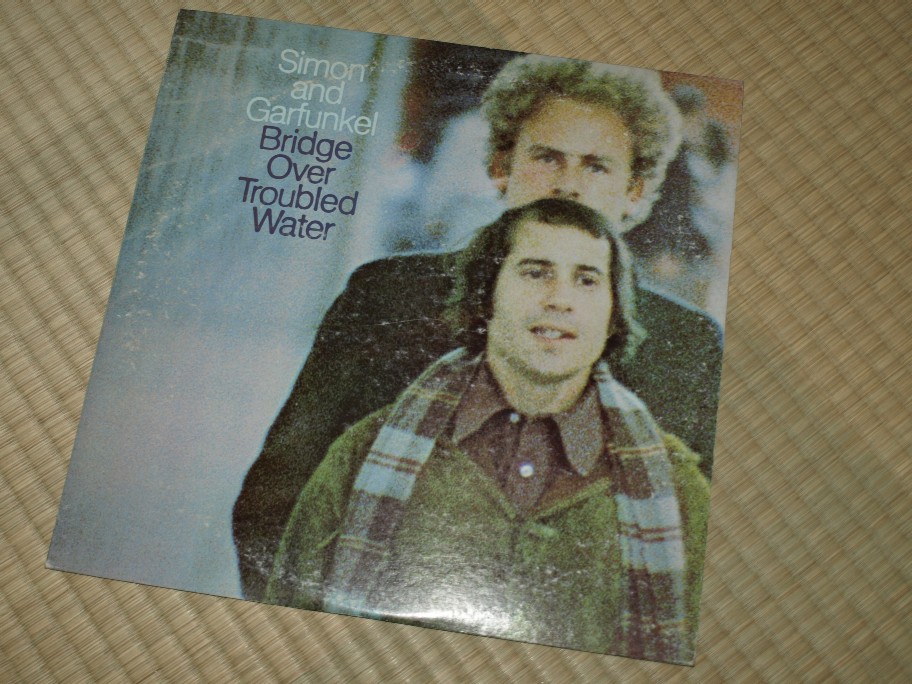 Simon
and
Garfunkel
Bridge
Over
Troubled
Water